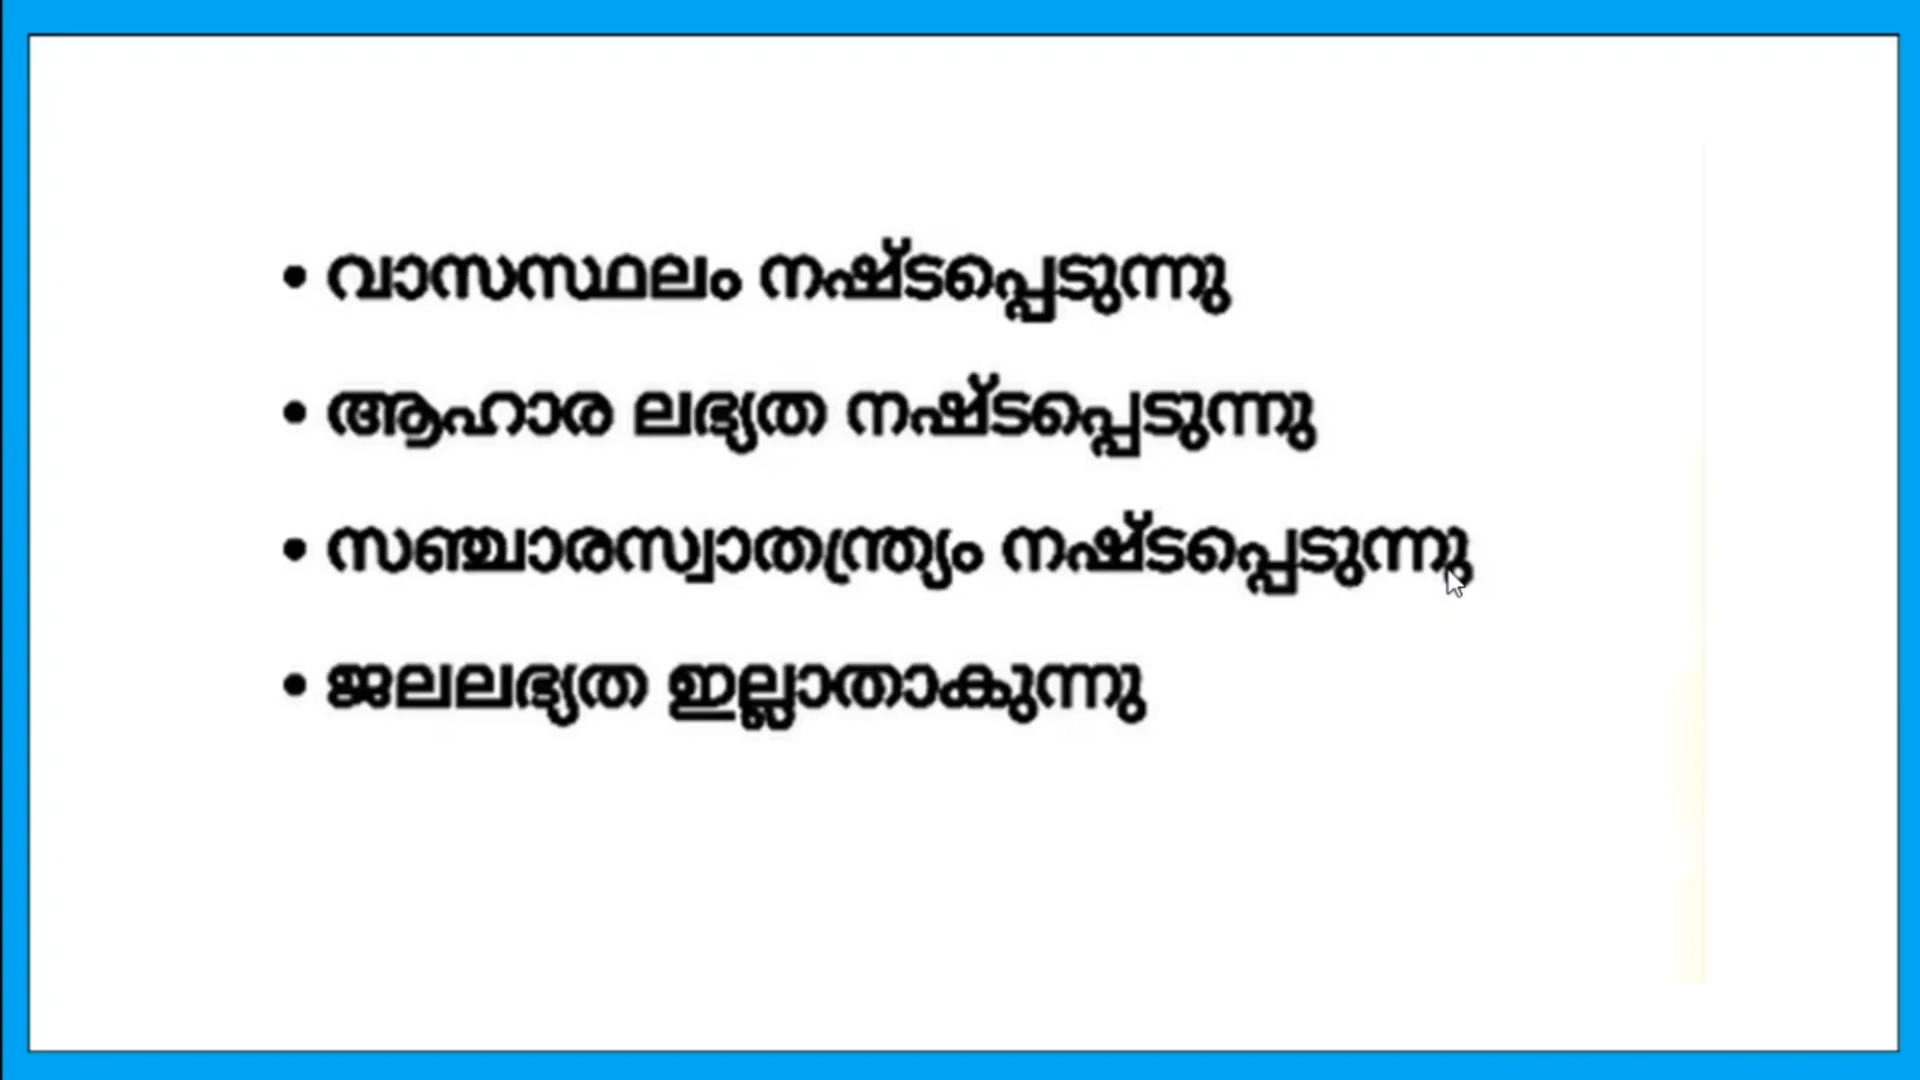 • വാസസ്ഥലം നഷ്ടപ്പെടുന്നു
• ആഹാര ലഭ്യത നഷ്ടപ്പെടുന്നു
• സഞ്ചാരസ്വാതന്ത്ര്യം നഷ്ടപ്പെടുന്നു
• ജലലഭ്യത ഇല്ലാതാകുന്നു